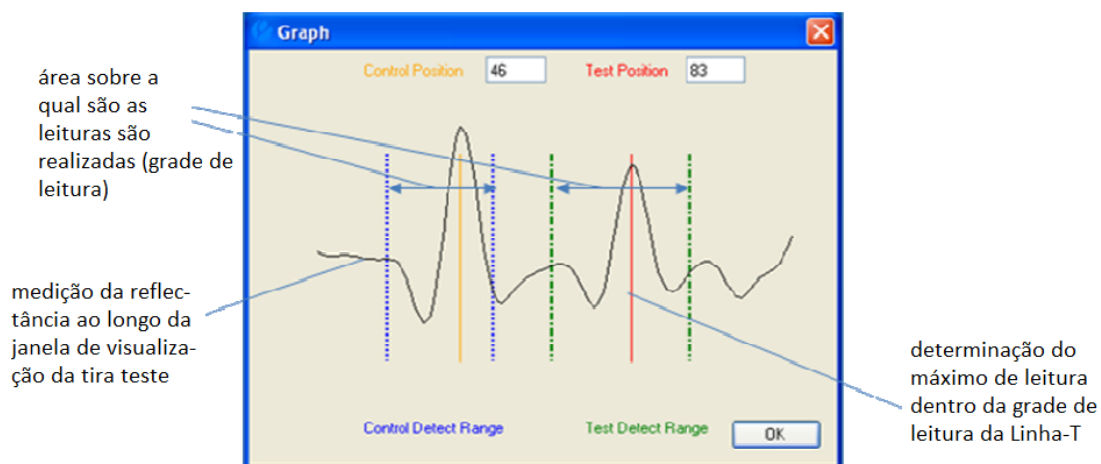 Graph
Control Position 46 Test Position 83
área sobre a
qual são as
leituras são
realizadas (grade de
leitura)
medição da reflec-
tância ao longo da
janela de visualiza-
ção da tira teste
determinação do
máximo de leitura
dentro da grade de
leitura da Linha-T
Control Detect Range Test Detect Range OK